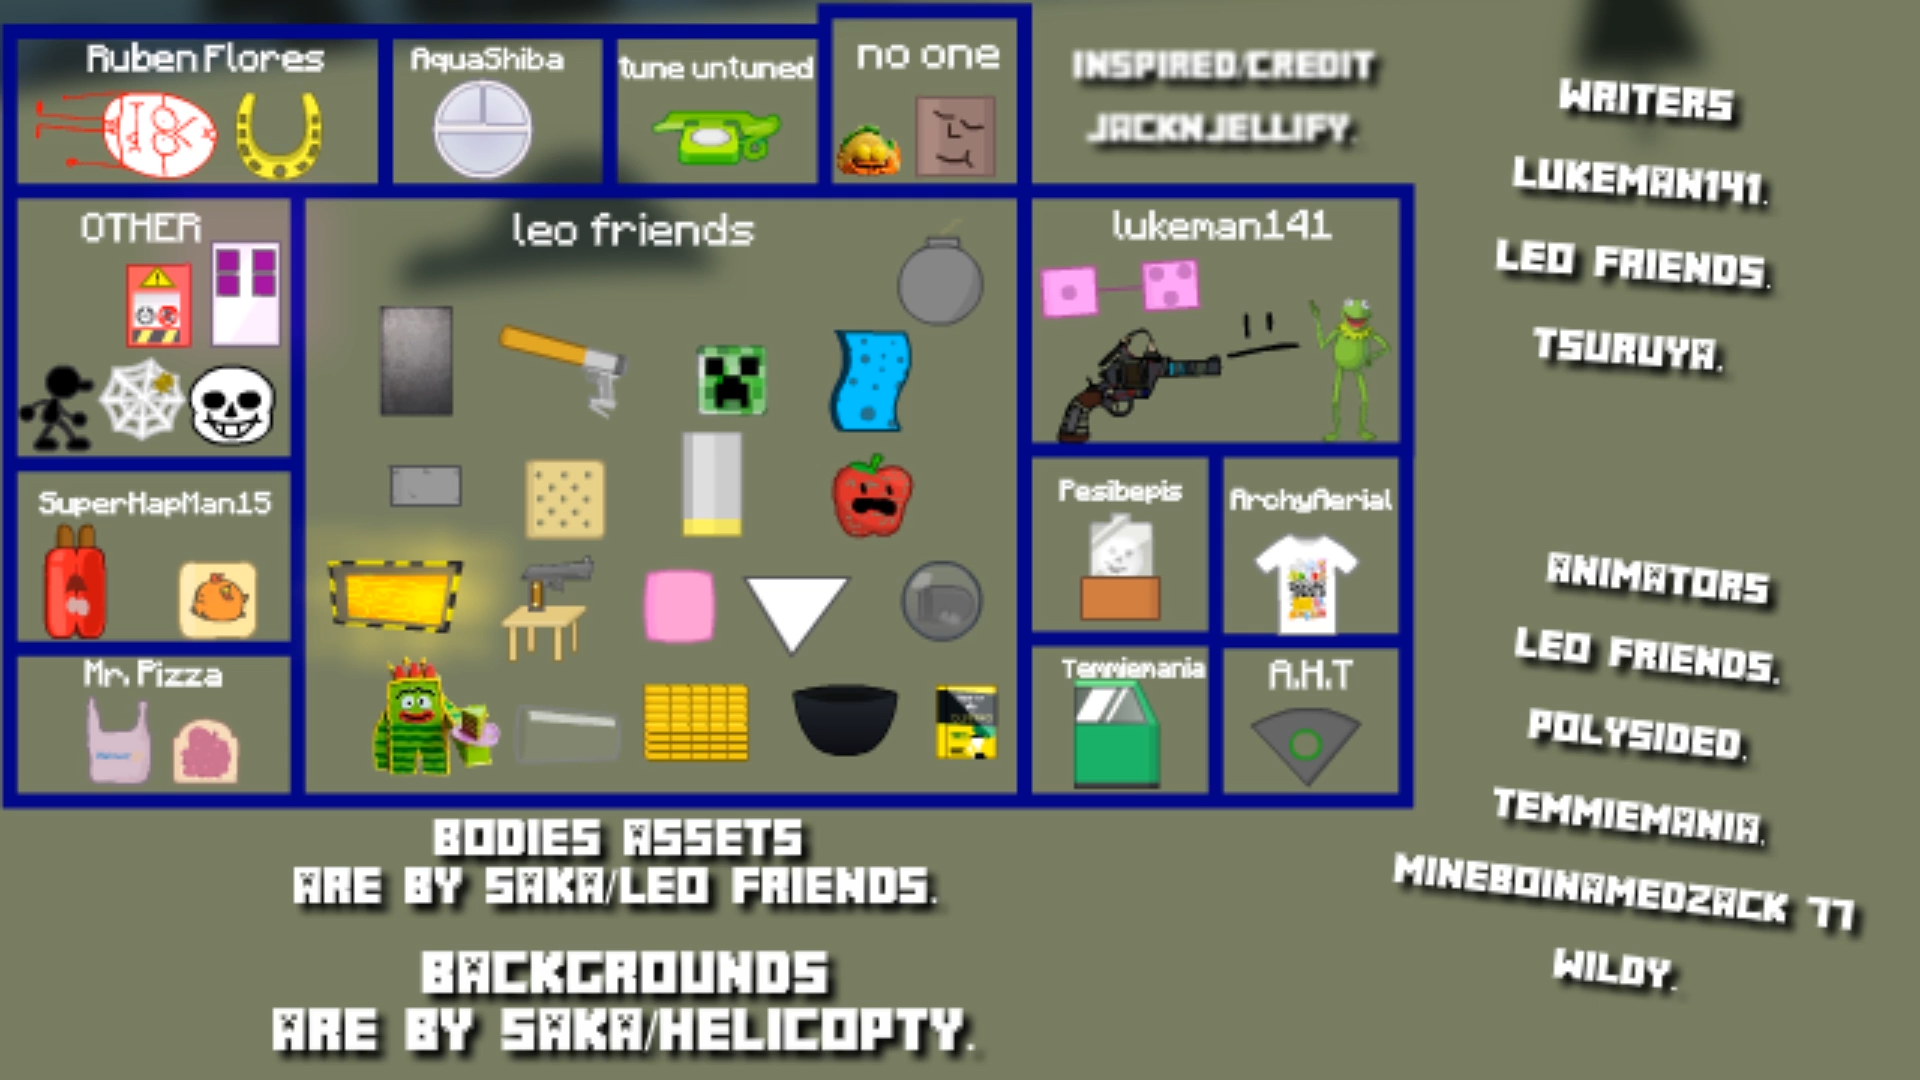 Ruben Flores
AquaShiba
tune untuned
no one
INSPIRED/CREDIT
JACKNJELLIFY.
OTHER
leo friends
lukeman141
SuperHapMan15
Pesibepis
ArchyAerial
Mr. Pizza
Temmiemania
A.H.T
BODIES ASSETS
ARE BY SAKA/LEO FRIENDS.
BACKGROUNDS
ARE BY SAKA/HELICOPTY.
WRITERS
LUKEMAN141.
LEO FRIENDS.
TSURUYA.
ANIMATORS
LEO FRIENDS.
POLYSIDED.
TEMMIEMANIA.
MINEBOINAMEDZACK 77
WILDY.